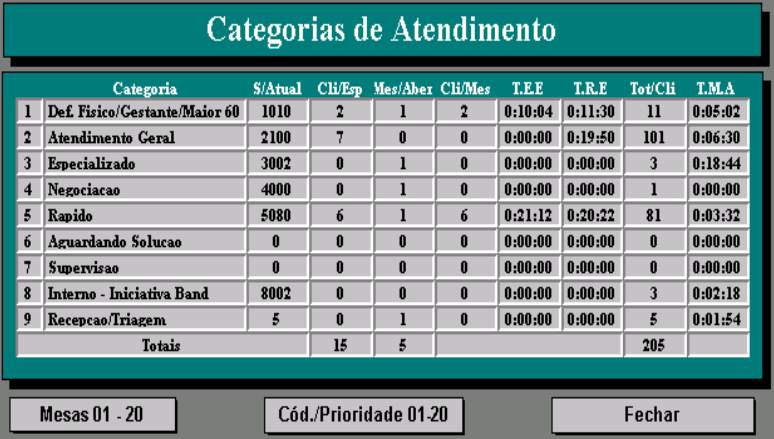 Categorias de Atendimento
Categoria S/Atual Cli/Esp Mes/Aber Cli/Mes T.E.E T.R.E Tot/Cli T.M.A
1 Def. Fisico/Gestante/Maior 60 1010 2 1 2 0:10:04 0:11:30 11 0:05:02
2 Atendimento Geral 2100 7 0 0 0:00:00 0:19:50 101 0:06:30
3 Especializado 3002 0 1 0 0:00:00 0:00:00 3 0:18:44
4 Negociacao 4000 0 1 0 0:00:00 0:00:00 1 0:00:00
5 Rapido 5080 6 1 6 0:21:12 0:20:22 81 0:03:32
6 Aguardando Solucao 0 0 0 0 0:00:00 0:00:00 0 0:00:00
7 Supervisao 0 0 0 0 0:00:00 0:00:00 0 0:00:00
8 Interno - Iniciativa Band 8002 0 0 0 0:00:00 0:00:00 3 0:02:18
9 Recepcao/Triagem 5 0 1 0 0:00:00 0:00:00 5 0:01:54
Totais 15 5 205
Mesas 01 - 20 Cód./Prioridade 01-20 Fechar